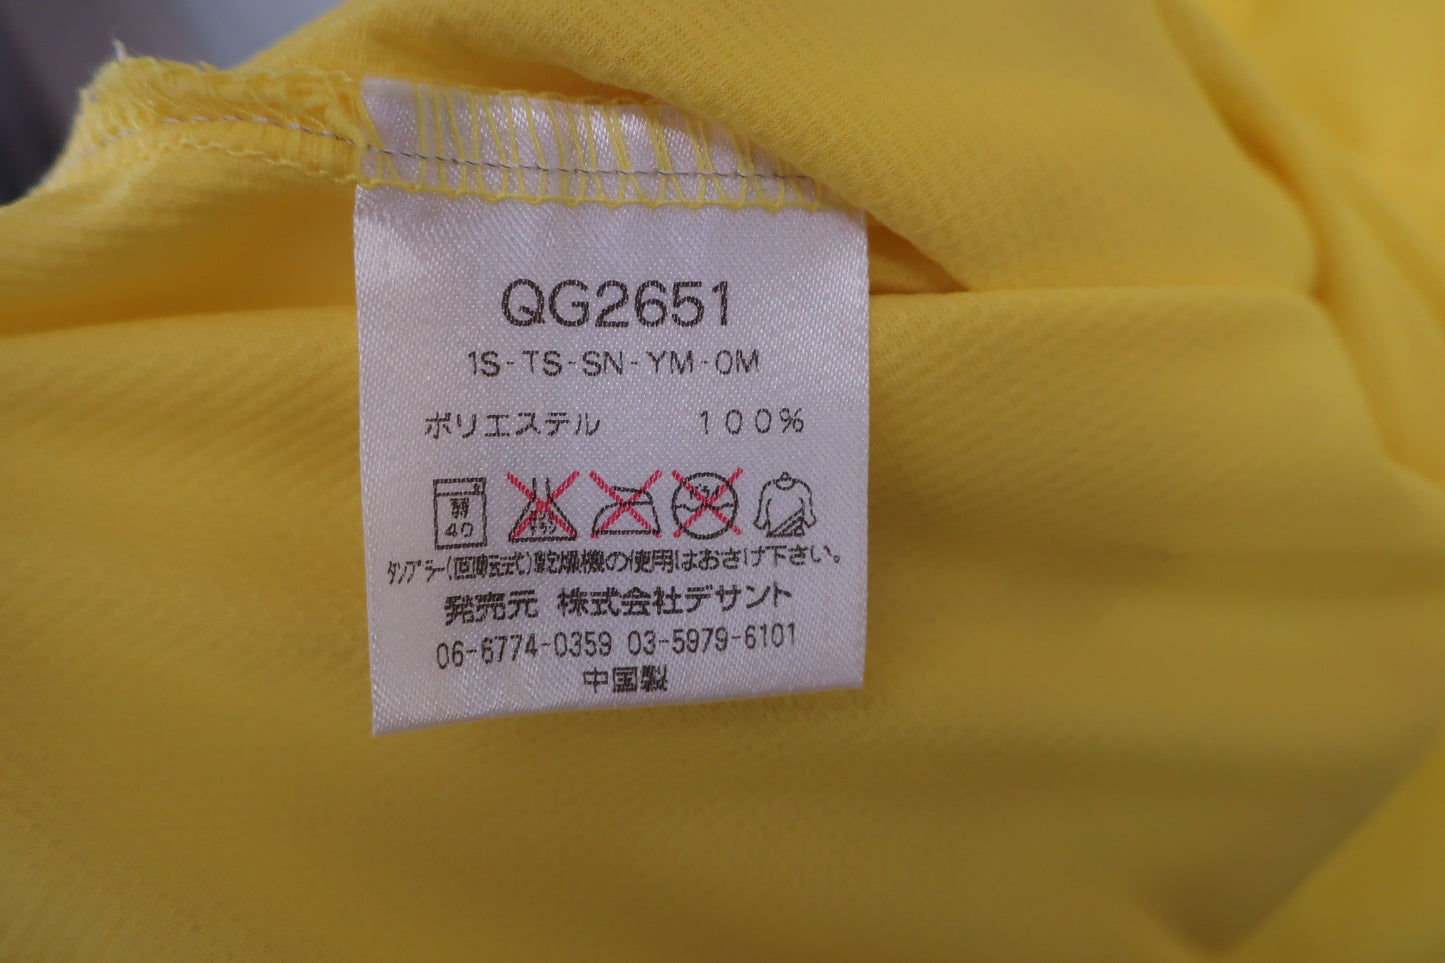 QG2651
1S-TS-SN-YM-OM
ポリエステル 100%
弱 40
タンブラー(回転式)乾燥機の使用はおさけ下さい。
発売元 株式会社デサント
06-6774-0359 03-5979-6101
中国製